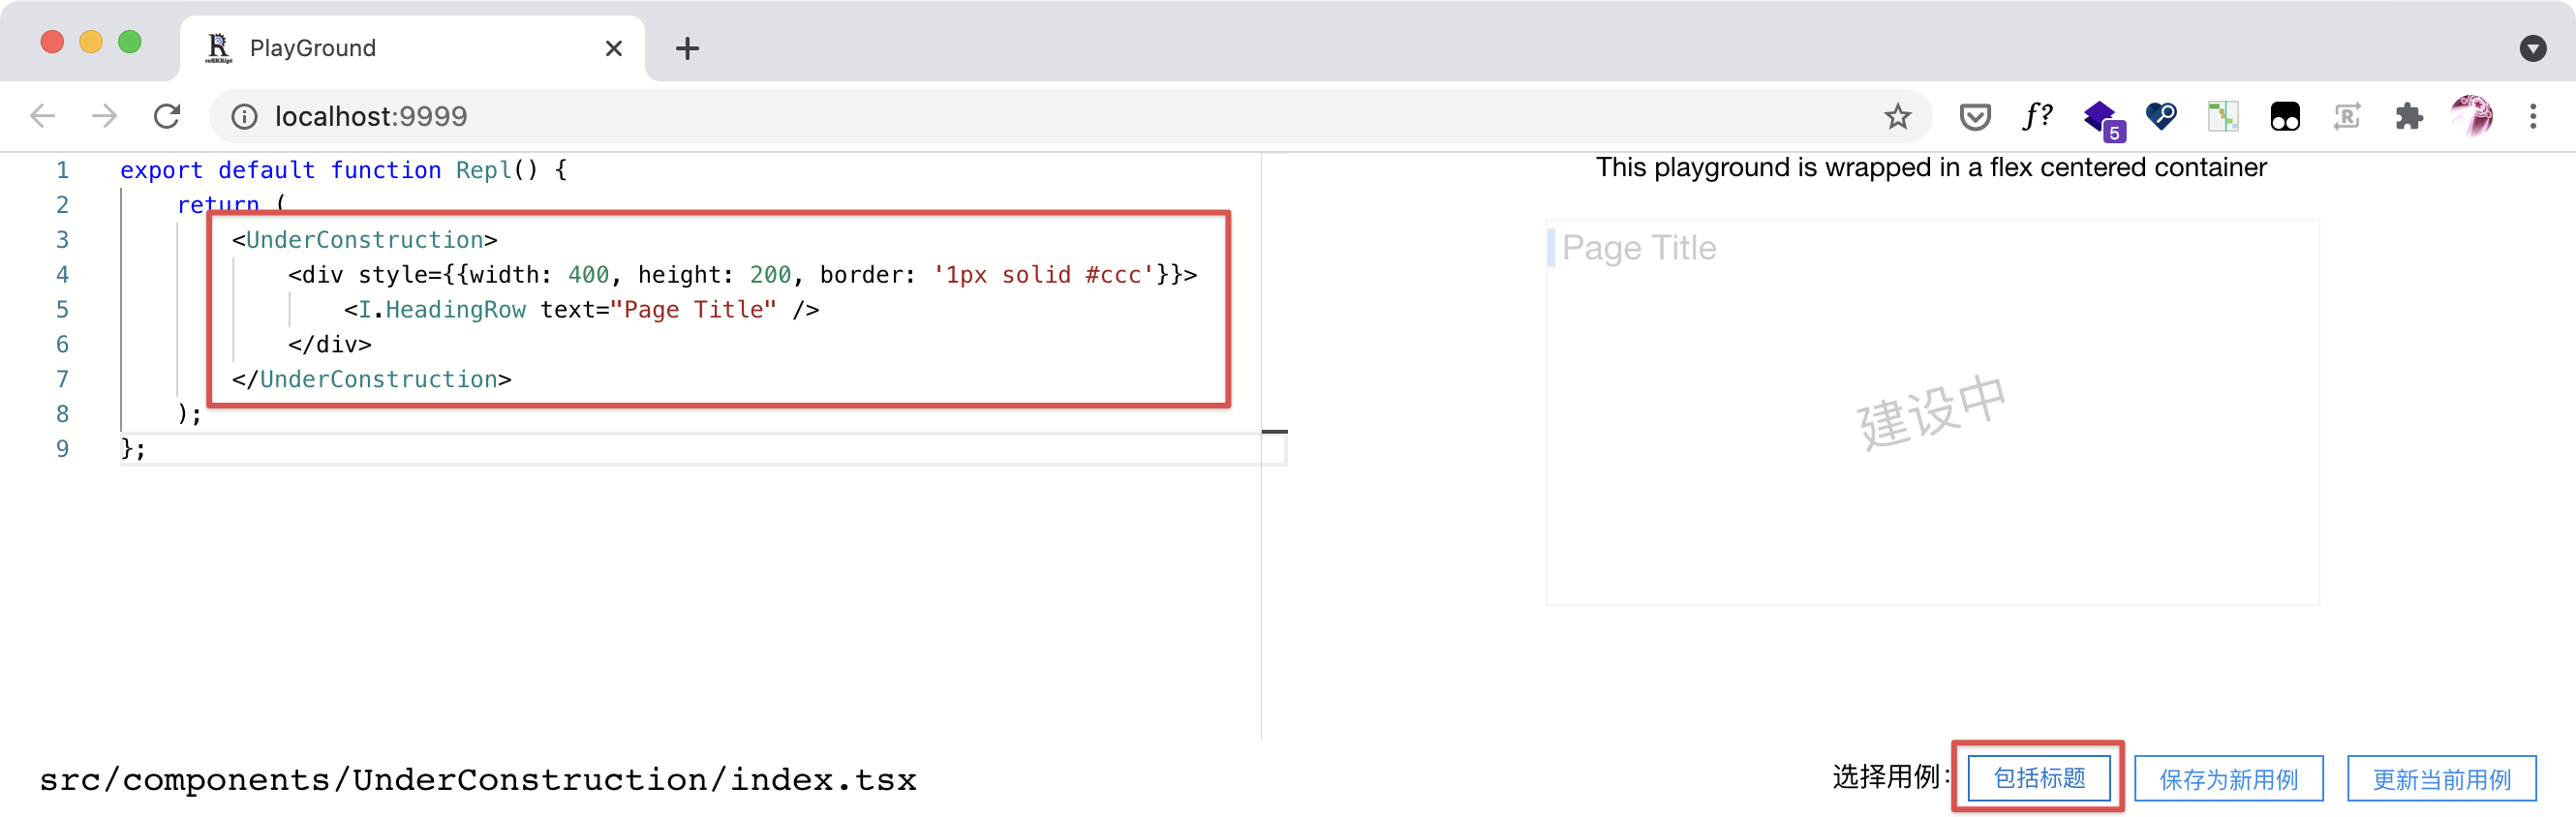 PlayGround
localhost:9999
f?
5
1 export default function Repl() {
2 return (
3 <UnderConstruction>
4 <div style={{width: 400, height: 200, border: '1px solid #ccc'}}>
5 <I.HeadingRow text="Page Title" />
6 </div>
7 </UnderConstruction>
8 );
9 };
This playground is wrapped in a flex centered container
Page Title
建设中
src/components/UnderConstruction/index.tsx
选择用例: 包括标题 保存为新用例 更新当前用例